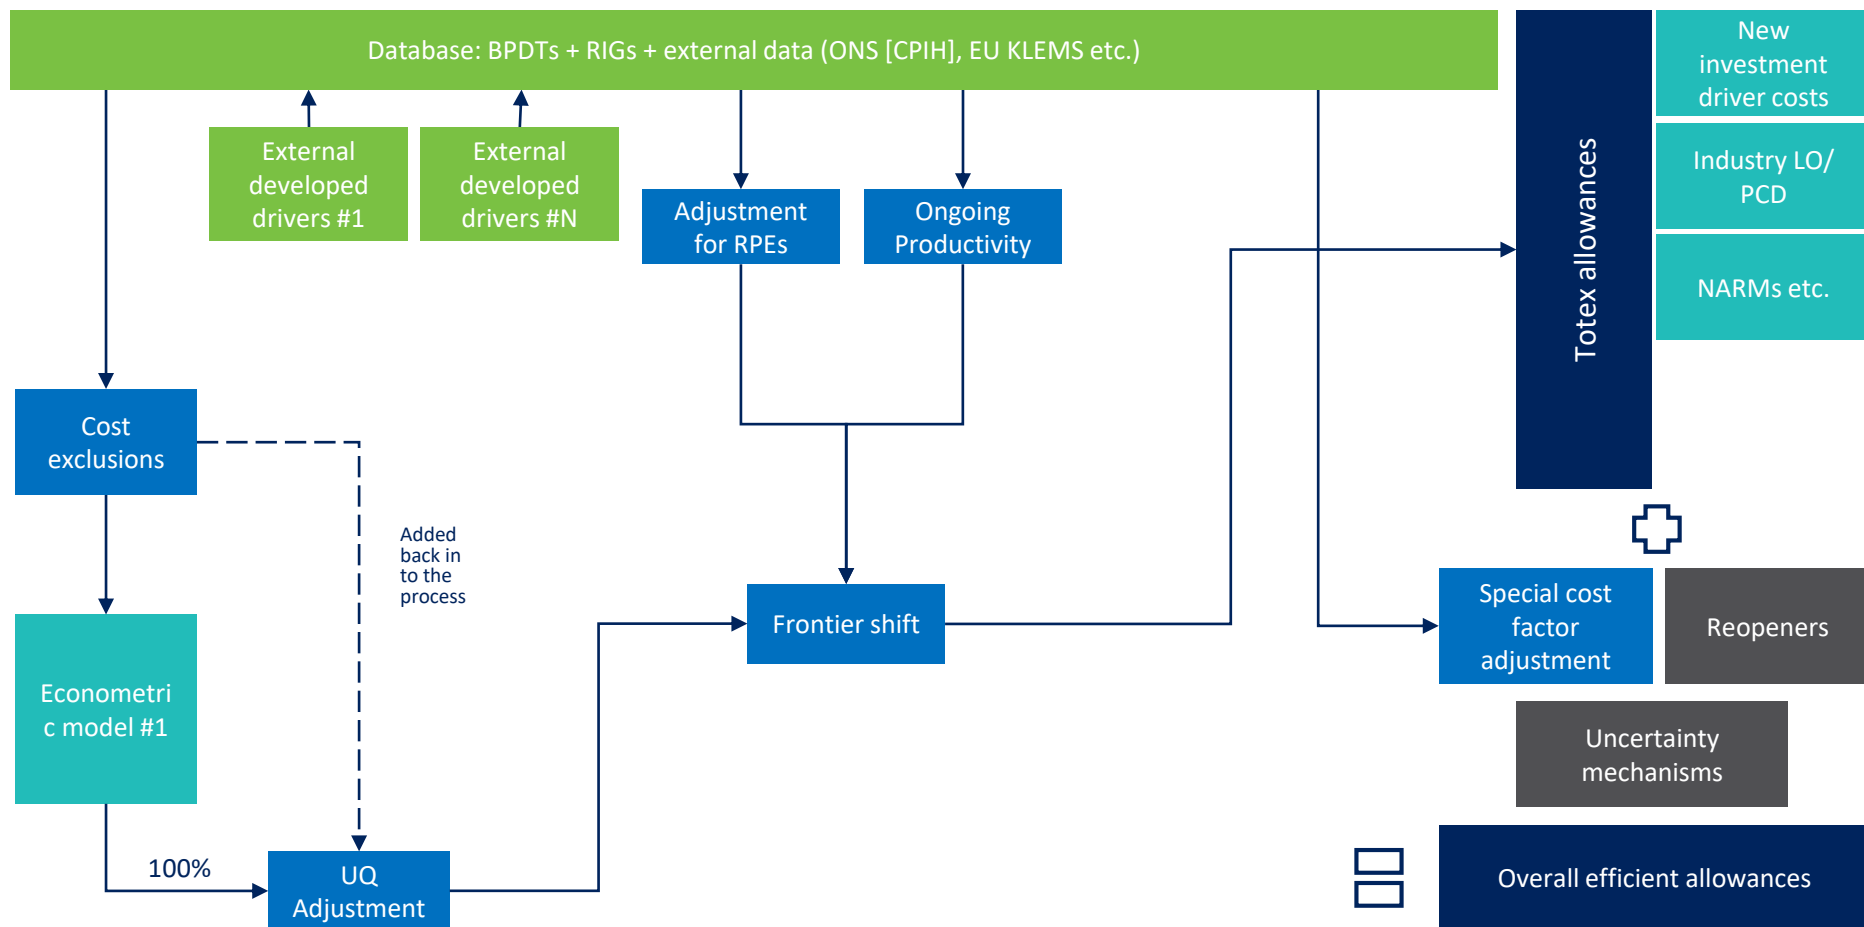 Database: BPDTs + RIGs + external data (ONS [CPIH], EU KLEMS etc.)
External
developed
drivers #1
External
developed
drivers #N
Adjustment
for RPEs
Ongoing
Productivity
Totex allowances
New
investment
driver costs
Industry LO/
PCD
NARMs etc.
Cost
exclusions
Added
back in
to the
process
Econometri
c model #1
100%
UQ
Adjustment
Frontier shift
Special cost
factor
adjustment
Reopeners
Uncertainty
mechanisms
Overall efficient allowances